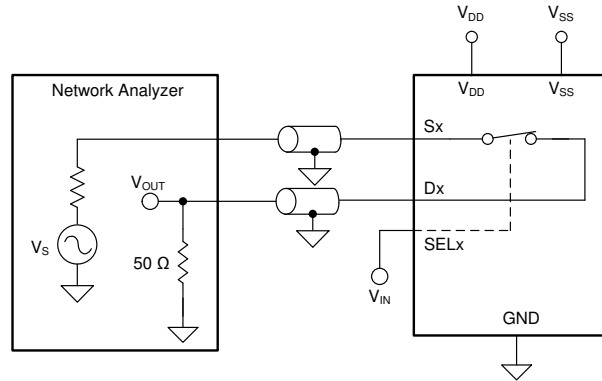 V_DD V_SS
V_DD V_SS
Network Analyzer
Sx
V_OUT
Dx
V_S
50 Ω
SELx
V_IN
GND